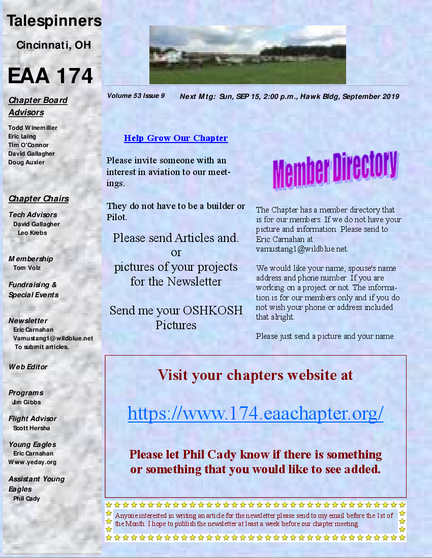 Talespinners
Cincinnati, OH
EAA 174
Chapter Board
Advisors
Todd Winemiller
Eric Laing
Tim O'Connor
David Gallagher
Doug Auxier
Chapter Chairs
Tech Advisors
David Gallagher
Leo Krebs
Membership
Tom Volz
Fundraising &
Special Events
Newsletter
Eric Carnahan
Vamustang1@wildblue.net
To submit articles.
Web Editor
Programs
Jim Gibbs
Flight Advisor
Scott Hersha
Young Eagles
Eric Carnahan
Www.yeday.org
Assistant Young
Eagles
Phil Cady
Volume 53 Issue 9
Next Mtg: Sun, SEP 15, 2:00 p.m., Hawk Bldg, September 2019
Help Grow Our Chapter
Please invite someone with an
interest in aviation to our meet-
ings.
They do not have to be a builder or
Pilot.
Please send Articles and.
or
pictures of your projects
for the Newsletter
Send me your OSHKOSH
Pictures
Member Directory
The Chapter has a member directory that
is for our members. If we do not have your
picture and information. Please send to
Eric Carnahan at
vamustang1@wildblue.net.
We would like your name, spouse's name
address and phone number. If you are
working on a project or not. The informa-
tion is for our members only and if you do
not wish your phone or address included
that alright.
Please just send a picture and your name.
Visit your chapters website at
https://www.174.eaachapter.org/
Please let Phil Cady know if there is something
or something that you would like to see added.
Anyone interested in writing an article for the newsletter please send to my email before the 1st of
the Month. I hope to publish the newsletter at least a week before our chapter meeting.